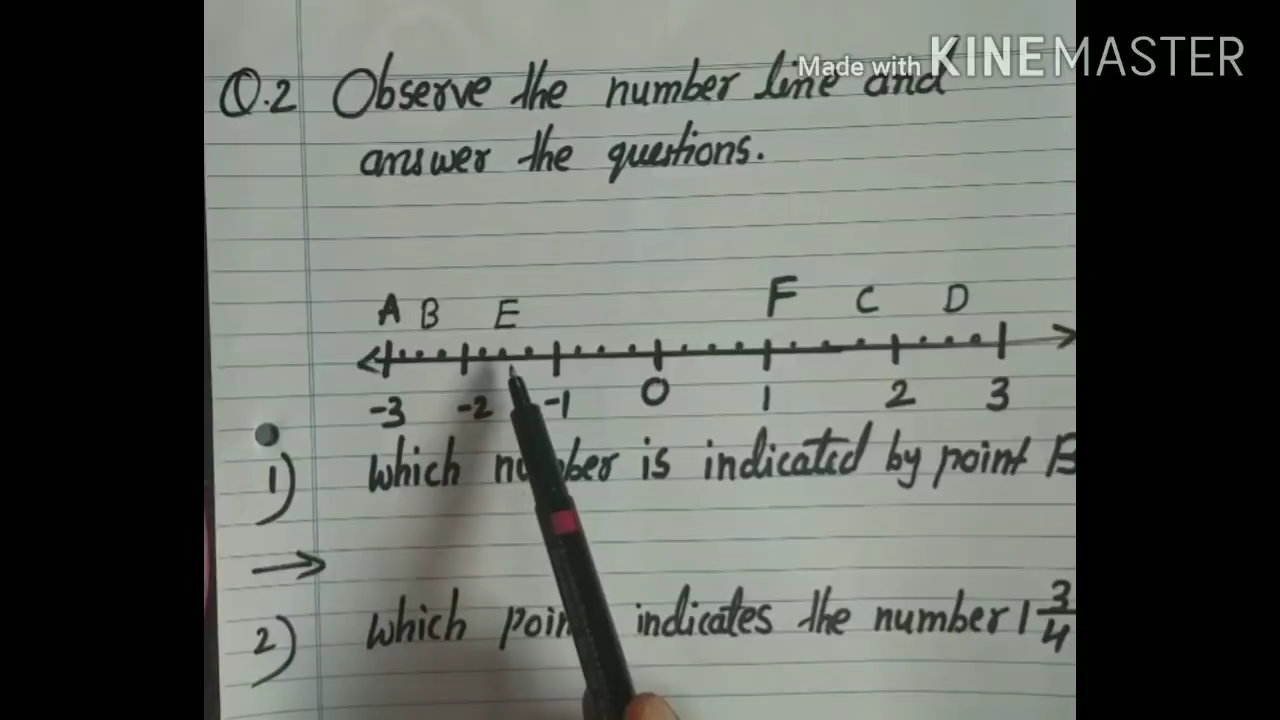 Made with KINEMASTER
Q.2 Observe the number line and
answer the questions.
A B E F C D
-3 -2 -1 0 1 2 3
1) which number is indicated by point B
→
2) which point indicates the number 1 3/4